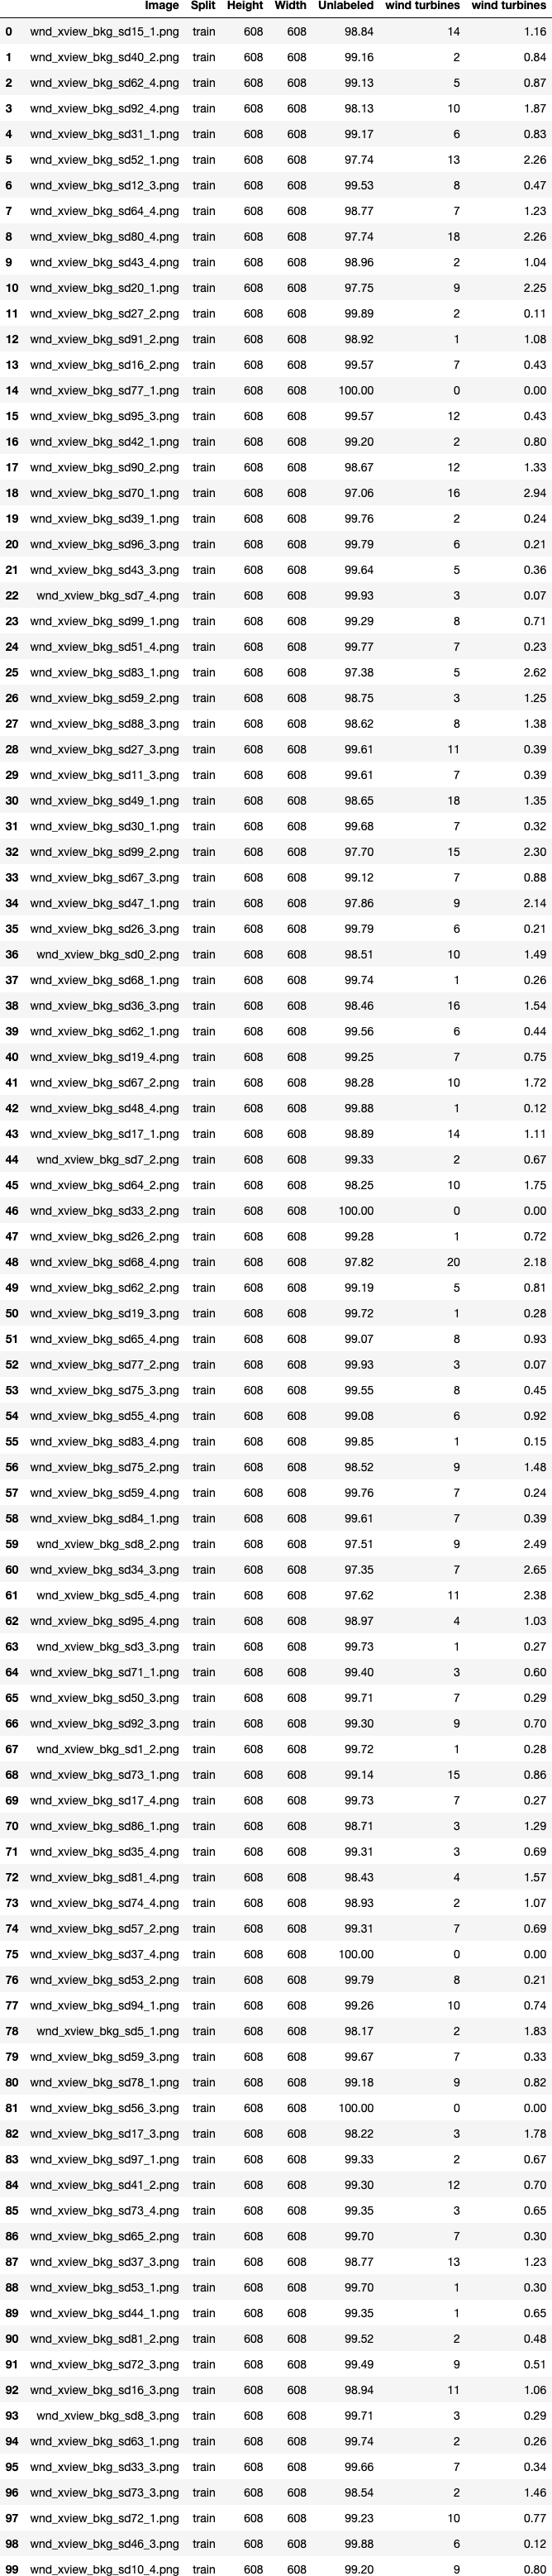 Image Split Height Width Unlabeled wind turbines wind turbines
0 wnd_xview_bkg_sd15_1.png train 608 608 98.84 14 1.16
1 wnd_xview_bkg_sd40_2.png train 608 608 99.16 2 0.84
2 wnd_xview_bkg_sd62_4.png train 608 608 99.13 5 0.87
3 wnd_xview_bkg_sd92_4.png train 608 608 98.13 10 1.87
4 wnd_xview_bkg_sd31_1.png train 608 608 99.17 6 0.83
5 wnd_xview_bkg_sd52_1.png train 608 608 97.74 13 2.26
6 wnd_xview_bkg_sd12_3.png train 608 608 99.53 8 0.47
7 wnd_xview_bkg_sd64_4.png train 608 608 98.77 7 1.23
8 wnd_xview_bkg_sd80_4.png train 608 608 97.74 18 2.26
9 wnd_xview_bkg_sd43_4.png train 608 608 98.96 2 1.04
10 wnd_xview_bkg_sd20_1.png train 608 608 97.75 9 2.25
11 wnd_xview_bkg_sd27_2.png train 608 608 99.89 2 0.11
12 wnd_xview_bkg_sd91_2.png train 608 608 98.92 1 1.08
13 wnd_xview_bkg_sd16_2.png train 608 608 99.57 7 0.43
14 wnd_xview_bkg_sd77_1.png train 608 608 100.00 0 0.00
15 wnd_xview_bkg_sd95_3.png train 608 608 99.57 12 0.43
16 wnd_xview_bkg_sd42_1.png train 608 608 99.20 2 0.80
17 wnd_xview_bkg_sd90_2.png train 608 608 98.67 12 1.33
18 wnd_xview_bkg_sd70_1.png train 608 608 97.06 16 2.94
19 wnd_xview_bkg_sd39_1.png train 608 608 99.76 2 0.24
20 wnd_xview_bkg_sd96_3.png train 608 608 99.79 6 0.21
21 wnd_xview_bkg_sd43_3.png train 608 608 99.64 5 0.36
22 wnd_xview_bkg_sd7_4.png train 608 608 99.93 3 0.07
23 wnd_xview_bkg_sd99_1.png train 608 608 99.29 8 0.71
24 wnd_xview_bkg_sd51_4.png train 608 608 99.77 7 0.23
25 wnd_xview_bkg_sd83_1.png train 608 608 97.38 5 2.62
26 wnd_xview_bkg_sd59_2.png train 608 608 98.75 3 1.25
27 wnd_xview_bkg_sd88_3.png train 608 608 98.62 8 1.38
28 wnd_xview_bkg_sd27_3.png train 608 608 99.61 11 0.39
29 wnd_xview_bkg_sd11_3.png train 608 608 99.61 7 0.39
30 wnd_xview_bkg_sd49_1.png train 608 608 98.65 18 1.35
31 wnd_xview_bkg_sd30_1.png train 608 608 99.68 7 0.32
32 wnd_xview_bkg_sd99_2.png train 608 608 97.70 15 2.30
33 wnd_xview_bkg_sd67_3.png train 608 608 99.12 7 0.88
34 wnd_xview_bkg_sd47_1.png train 608 608 97.86 9 2.14
35 wnd_xview_bkg_sd26_3.png train 608 608 99.79 6 0.21
36 wnd_xview_bkg_sd0_2.png train 608 608 98.51 10 1.49
37 wnd_xview_bkg_sd68_1.png train 608 608 99.74 1 0.26
38 wnd_xview_bkg_sd36_3.png train 608 608 98.46 16 1.54
39 wnd_xview_bkg_sd62_1.png train 608 608 99.56 6 0.44
40 wnd_xview_bkg_sd19_4.png train 608 608 99.25 7 0.75
41 wnd_xview_bkg_sd67_2.png train 608 608 98.28 10 1.72
42 wnd_xview_bkg_sd48_4.png train 608 608 99.88 1 0.12
43 wnd_xview_bkg_sd17_1.png train 608 608 98.89 14 1.11
44 wnd_xview_bkg_sd7_2.png train 608 608 99.33 2 0.67
45 wnd_xview_bkg_sd64_2.png train 608 608 98.25 10 1.75
46 wnd_xview_bkg_sd33_2.png train 608 608 100.00 0 0.00
47 wnd_xview_bkg_sd26_2.png train 608 608 99.28 1 0.72
48 wnd_xview_bkg_sd68_4.png train 608 608 97.82 20 2.18
49 wnd_xview_bkg_sd62_2.png train 608 608 99.19 5 0.81
50 wnd_xview_bkg_sd19_3.png train 608 608 99.72 1 0.28
51 wnd_xview_bkg_sd65_4.png train 608 608 99.07 8 0.93
52 wnd_xview_bkg_sd77_2.png train 608 608 99.93 3 0.07
53 wnd_xview_bkg_sd75_3.png train 608 608 99.55 8 0.45
54 wnd_xview_bkg_sd55_4.png train 608 608 99.08 6 0.92
55 wnd_xview_bkg_sd83_4.png train 608 608 99.85 1 0.15
56 wnd_xview_bkg_sd75_2.png train 608 608 98.52 9 1.48
57 wnd_xview_bkg_sd59_4.png train 608 608 99.76 7 0.24
58 wnd_xview_bkg_sd84_1.png train 608 608 99.61 7 0.39
59 wnd_xview_bkg_sd8_2.png train 608 608 97.51 9 2.49
60 wnd_xview_bkg_sd34_3.png train 608 608 97.35 7 2.65
61 wnd_xview_bkg_sd5_4.png train 608 608 97.62 11 2.38
62 wnd_xview_bkg_sd95_4.png train 608 608 98.97 4 1.03
63 wnd_xview_bkg_sd3_3.png train 608 608 99.73 1 0.27
64 wnd_xview_bkg_sd71_1.png train 608 608 99.40 3 0.60
65 wnd_xview_bkg_sd50_3.png train 608 608 99.71 7 0.29
66 wnd_xview_bkg_sd92_3.png train 608 608 99.30 9 0.70
67 wnd_xview_bkg_sd1_2.png train 608 608 99.72 1 0.28
68 wnd_xview_bkg_sd73_1.png train 608 608 99.14 15 0.86
69 wnd_xview_bkg_sd17_4.png train 608 608 99.73 7 0.27
70 wnd_xview_bkg_sd86_1.png train 608 608 98.71 3 1.29
71 wnd_xview_bkg_sd35_4.png train 608 608 99.31 3 0.69
72 wnd_xview_bkg_sd81_4.png train 608 608 98.43 4 1.57
73 wnd_xview_bkg_sd74_4.png train 608 608 98.93 2 1.07
74 wnd_xview_bkg_sd57_2.png train 608 608 99.31 7 0.69
75 wnd_xview_bkg_sd37_4.png train 608 608 100.00 0 0.00
76 wnd_xview_bkg_sd53_2.png train 608 608 99.79 8 0.21
77 wnd_xview_bkg_sd94_1.png train 608 608 99.26 10 0.74
78 wnd_xview_bkg_sd5_1.png train 608 608 98.17 2 1.83
79 wnd_xview_bkg_sd59_3.png train 608 608 99.67 7 0.33
80 wnd_xview_bkg_sd78_1.png train 608 608 99.18 9 0.82
81 wnd_xview_bkg_sd56_3.png train 608 608 100.00 0 0.00
82 wnd_xview_bkg_sd17_3.png train 608 608 98.22 3 1.78
83 wnd_xview_bkg_sd97_1.png train 608 608 99.33 2 0.67
84 wnd_xview_bkg_sd41_2.png train 608 608 99.30 12 0.70
85 wnd_xview_bkg_sd73_4.png train 608 608 99.35 3 0.65
86 wnd_xview_bkg_sd65_2.png train 608 608 99.70 7 0.30
87 wnd_xview_bkg_sd37_3.png train 608 608 98.77 13 1.23
88 wnd_xview_bkg_sd53_1.png train 608 608 99.70 1 0.30
89 wnd_xview_bkg_sd44_1.png train 608 608 99.35 1 0.65
90 wnd_xview_bkg_sd81_2.png train 608 608 99.52 2 0.48
91 wnd_xview_bkg_sd72_3.png train 608 608 99.49 9 0.51
92 wnd_xview_bkg_sd16_3.png train 608 608 98.94 11 1.06
93 wnd_xview_bkg_sd8_3.png train 608 608 99.71 3 0.29
94 wnd_xview_bkg_sd63_1.png train 608 608 99.74 2 0.26
95 wnd_xview_bkg_sd33_3.png train 608 608 99.66 7 0.34
96 wnd_xview_bkg_sd73_3.png train 608 608 98.54 2 1.46
97 wnd_xview_bkg_sd72_1.png train 608 608 99.23 10 0.77
98 wnd_xview_bkg_sd46_3.png train 608 608 99.88 6 0.12
99 wnd_xview_bkg_sd10_4.png train 608 608 99.20 9 0.80